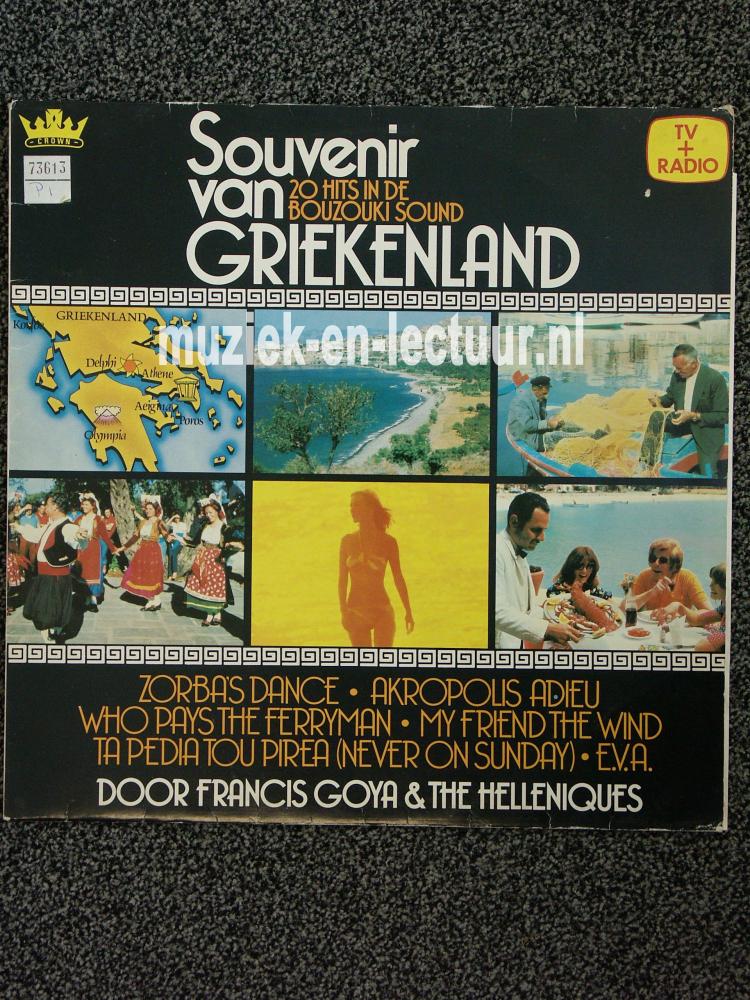 CROWN
73613
P1
Souvenir
van 20 HITS IN DE
BOUZOUKI SOUND
GRIEKENLAND
TV
+
RADIO
GRIEKENLAND
Delphi
Athene
Aegina
Poros
Olympia
muziek-en-lectuur.nl
ZORBA'S DANCE • AKROPOLIS ADIEU
WHO PAYS THE FERRYMAN • MY FRIEND THE WIND
TA PEDIA TOU PIREA (NEVER ON SUNDAY) • E.V.A.
DOOR FRANCIS GOYA & THE HELLENIQUES